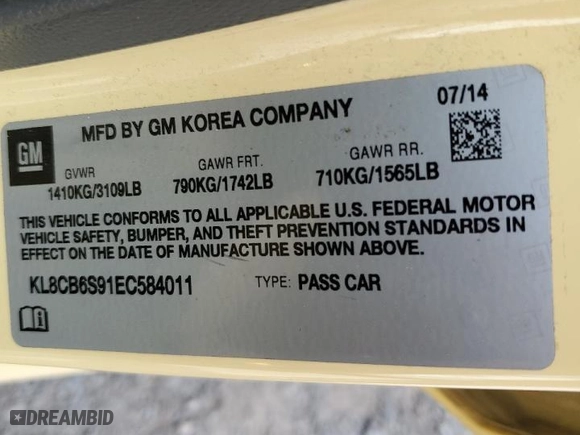 MFD BY GM KOREA COMPANY 07/14
GM
GVWR GAWR FRT. GAWR RR.
1410KG/3109LB 790KG/1742LB 710KG/1565LB
THIS VEHICLE CONFORMS TO ALL APPLICABLE U.S. FEDERAL MOTOR
VEHICLE SAFETY, BUMPER, AND THEFT PREVENTION STANDARDS IN
EFFECT ON THE DATE OF MANUFACTURE SHOWN ABOVE.
KL8CB6S91EC584011 TYPE: PASS CAR
DREAMBID